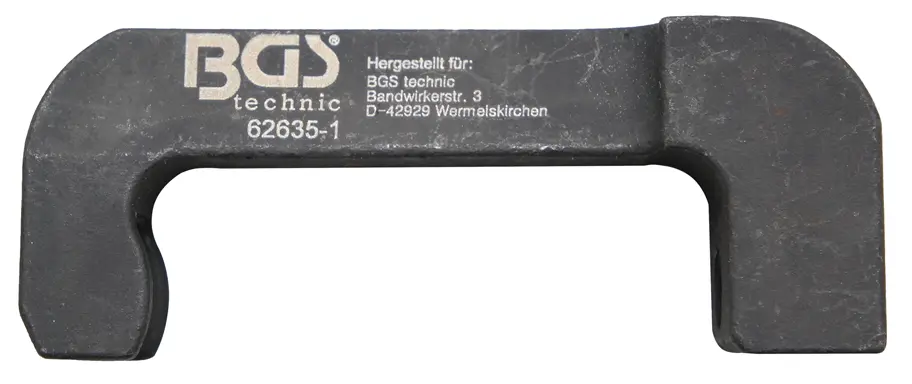 BGS®
technic
62635-1
Hergestellt für:
BGS technic
Bandwirkerstr. 3
D-42929 Wermelskirchen